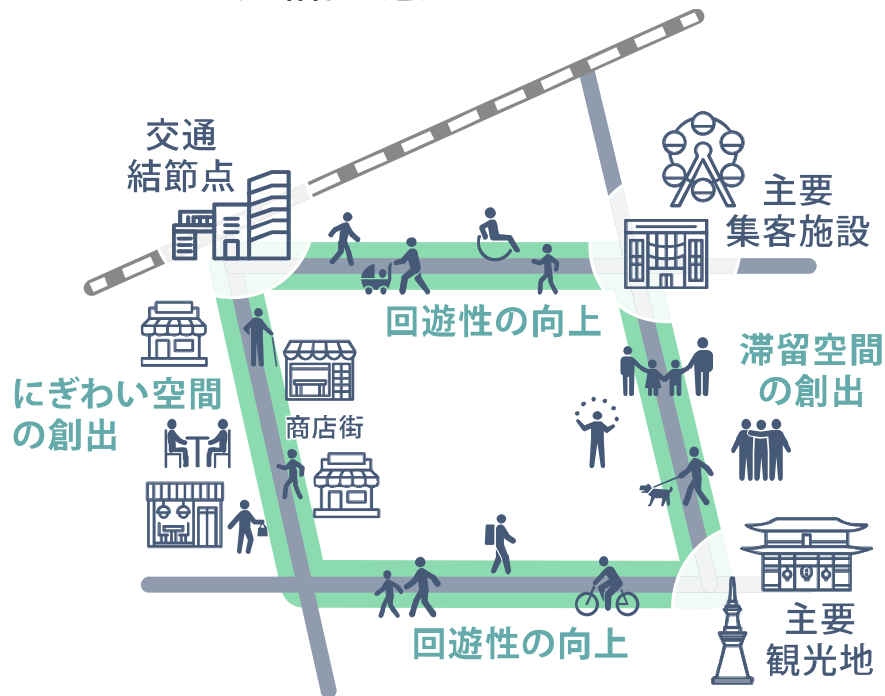 交通
結節点
主要
集客施設
回遊性の向上
滞留空間
の創出
にぎわい空間
の創出
商店街
回遊性の向上
主要
観光地